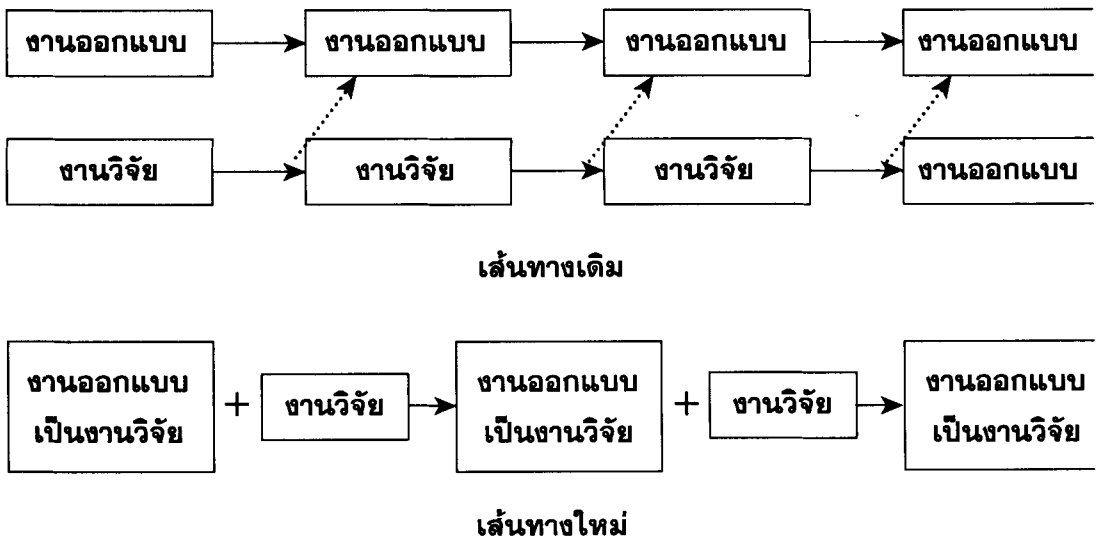 งานออกแบบ งานออกแบบ งานออกแบบ งานออกแบบ
งานวิจัย งานวิจัย งานวิจัย งานออกแบบ
เส้นทางเดิม
งานออกแบบ งานออกแบบ งานออกแบบ
+ งานวิจัย + งานวิจัย
เป็นงานวิจัย เป็นงานวิจัย เป็นงานวิจัย
เส้นทางใหม่